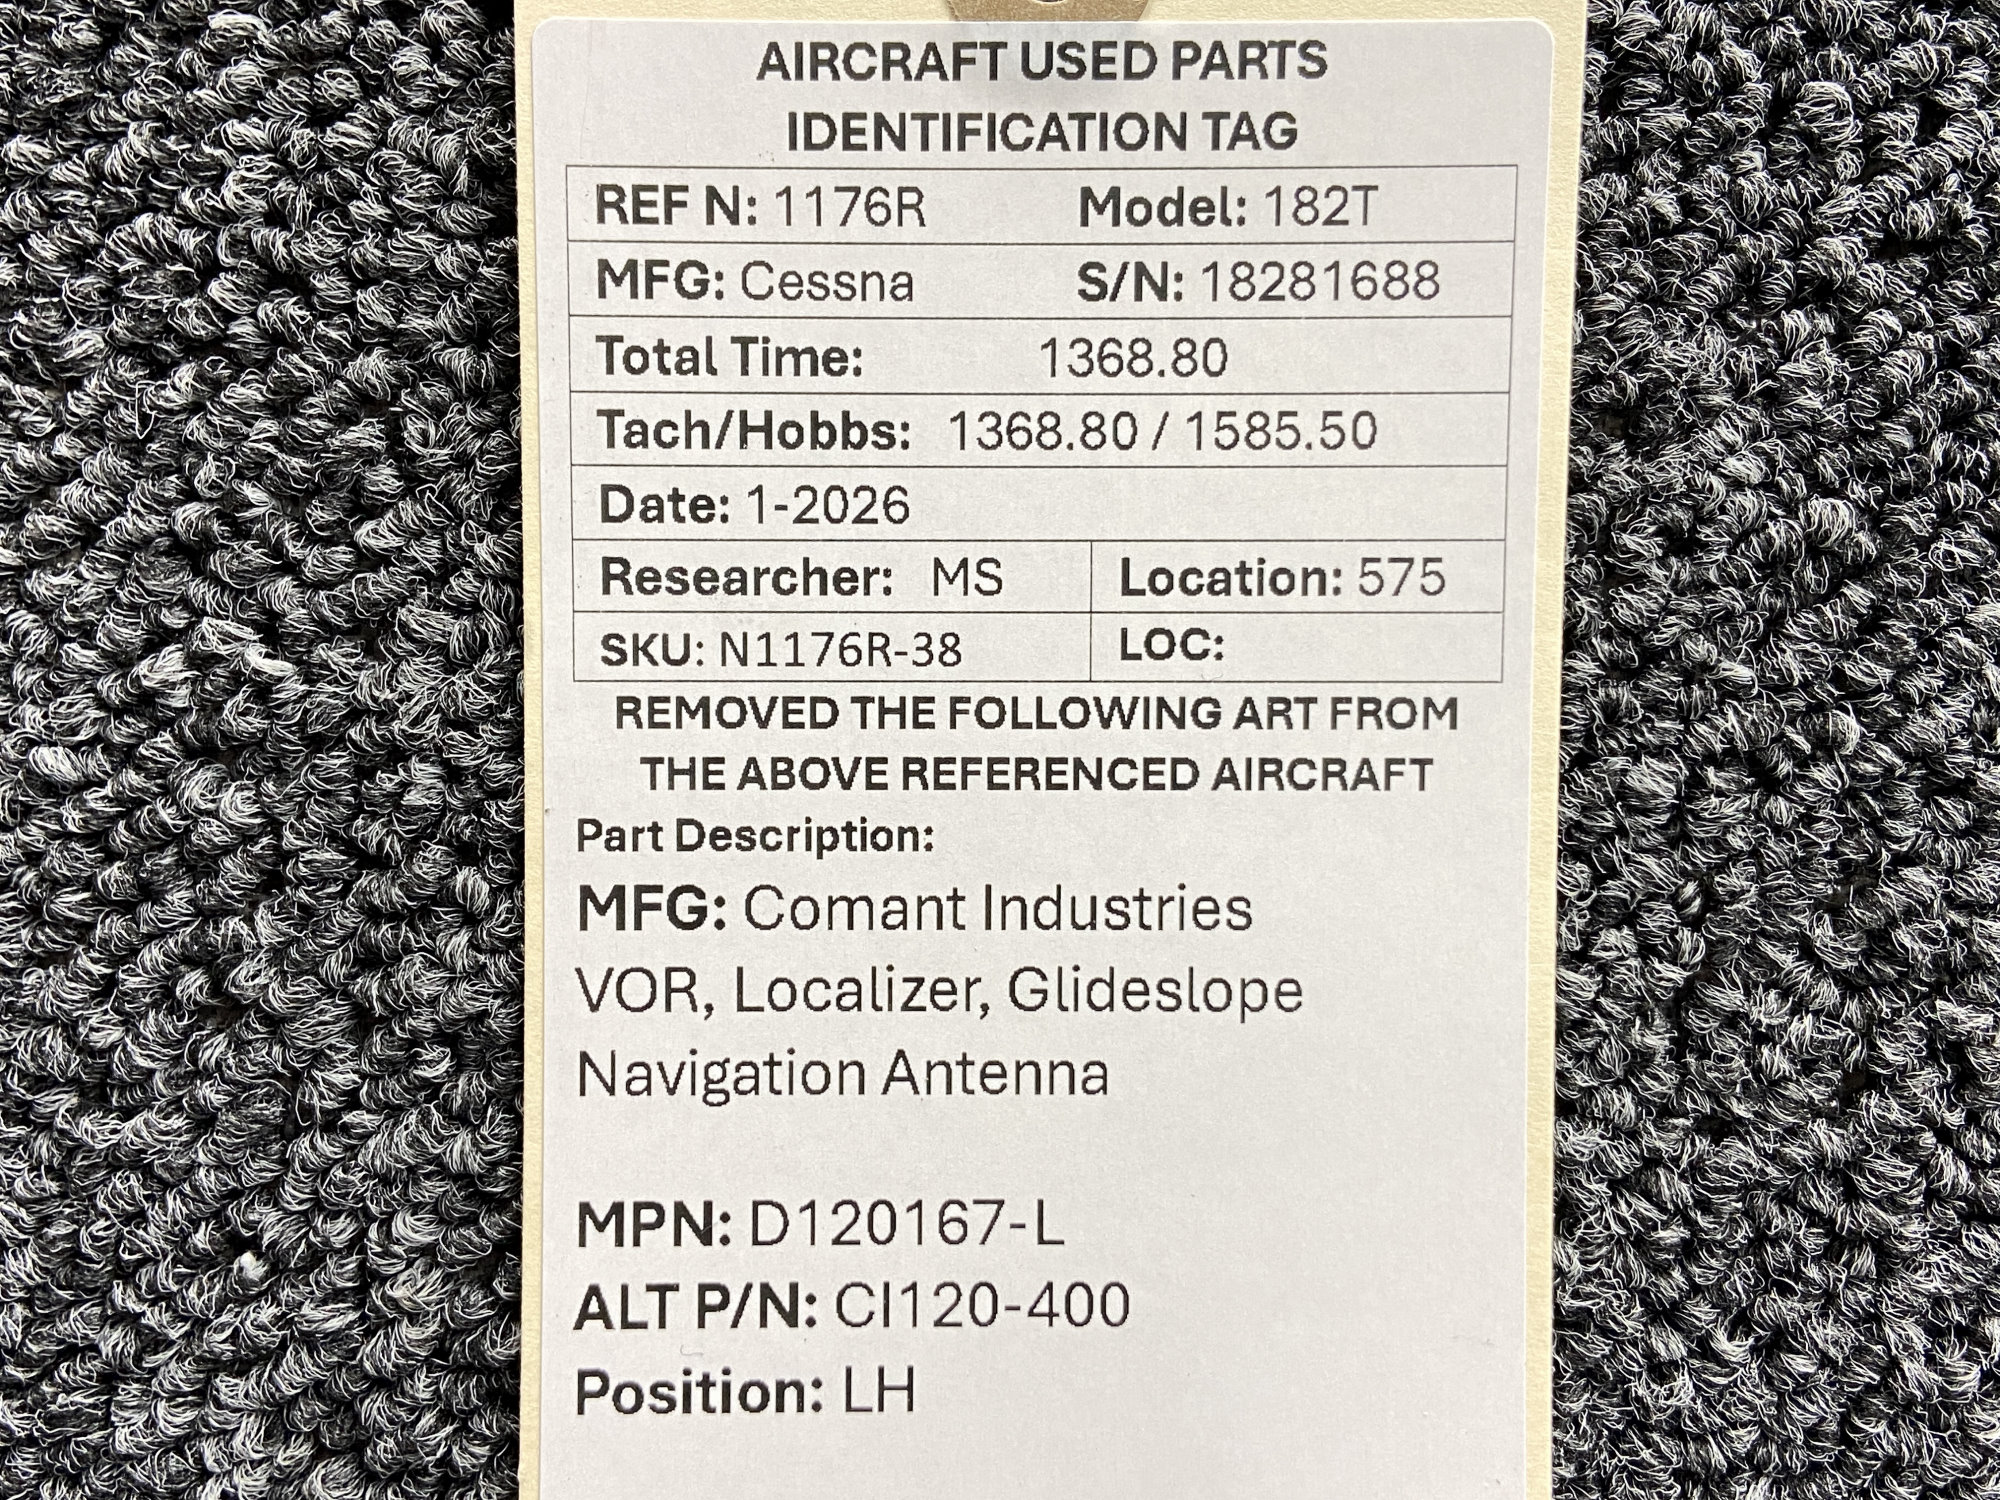 AIRCRAFT USED PARTS
IDENTIFICATION TAG
REF N: 1176R Model: 182T
MFG: Cessna S/N: 18281688
Total Time: 1368.80
Tach/Hobbs: 1368.80 / 1585.50
Date: 1-2026
Researcher: MS Location: 575
SKU: N1176R-38 LOC:
REMOVED THE FOLLOWING ART FROM
THE ABOVE REFERENCED AIRCRAFT
Part Description:
MFG: Comant Industries
VOR, Localizer, Glideslope
Navigation Antenna
MPN: D120167-L
ALT P/N: CI120-400
Position: LH